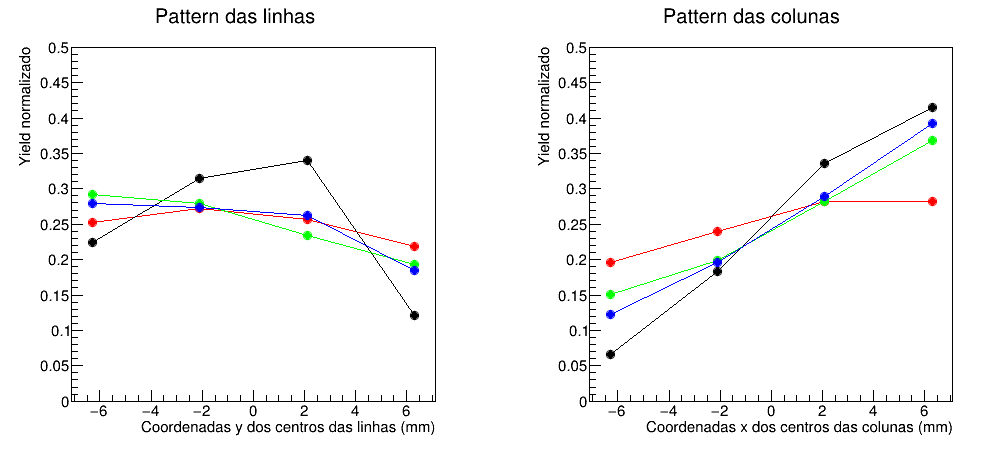 Pattern das linhas
Yield normalizado
0.5
0.45
0.4
0.35
0.3
0.25
0.2
0.15
0.1
0.05
0
−6 −4 −2 0 2 4 6
Coordenadas y dos centros das linhas (mm)
Pattern das colunas
Yield normalizado
0.5
0.45
0.4
0.35
0.3
0.25
0.2
0.15
0.1
0.05
0
−6 −4 −2 0 2 4 6
Coordenadas x dos centros das colunas (mm)